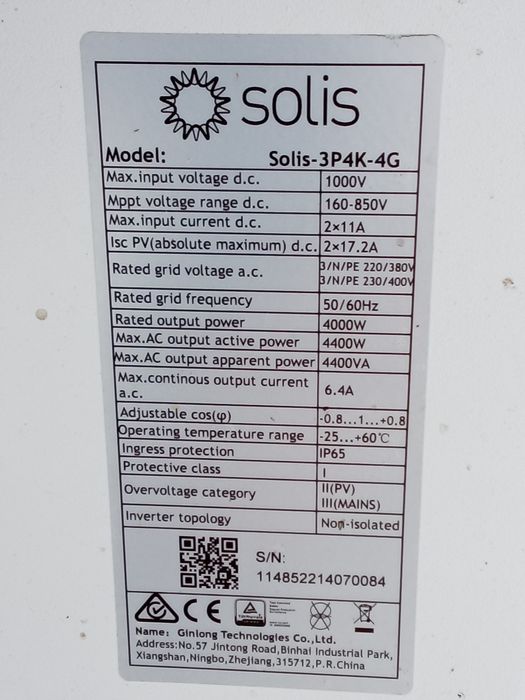 solis
Model: Solis-3P4K-4G
Max.input voltage d.c. 1000V
Mppt voltage range d.c. 160-850V
Max.input current d.c. 2×11A
Isc PV(absolute maximum) d.c. 2×17.2A
Rated grid voltage a.c. 3/N/PE 220/380V
3/N/PE 230/400V
Rated grid frequency 50/60Hz
Rated output power 4000W
Max.AC output active power 4400W
Max.AC output apparent power 4400VA
Max.continous output current
a.c. 6.4A
Adjustable cos(φ) -0.8...1...+0.8
Operating temperature range -25...+60℃
Ingress protection IP65
Protective class I
Overvoltage category II(PV)
III(MAINS)
Inverter topology Non-isolated
S/N:
114852214070084
CE
Name: Ginlong Technologies Co.,Ltd.
Address:No.57 Jintong Road,Binhai Industrial Park,
Xiangshan,Ningbo,Zhejiang,315712,P.R.China